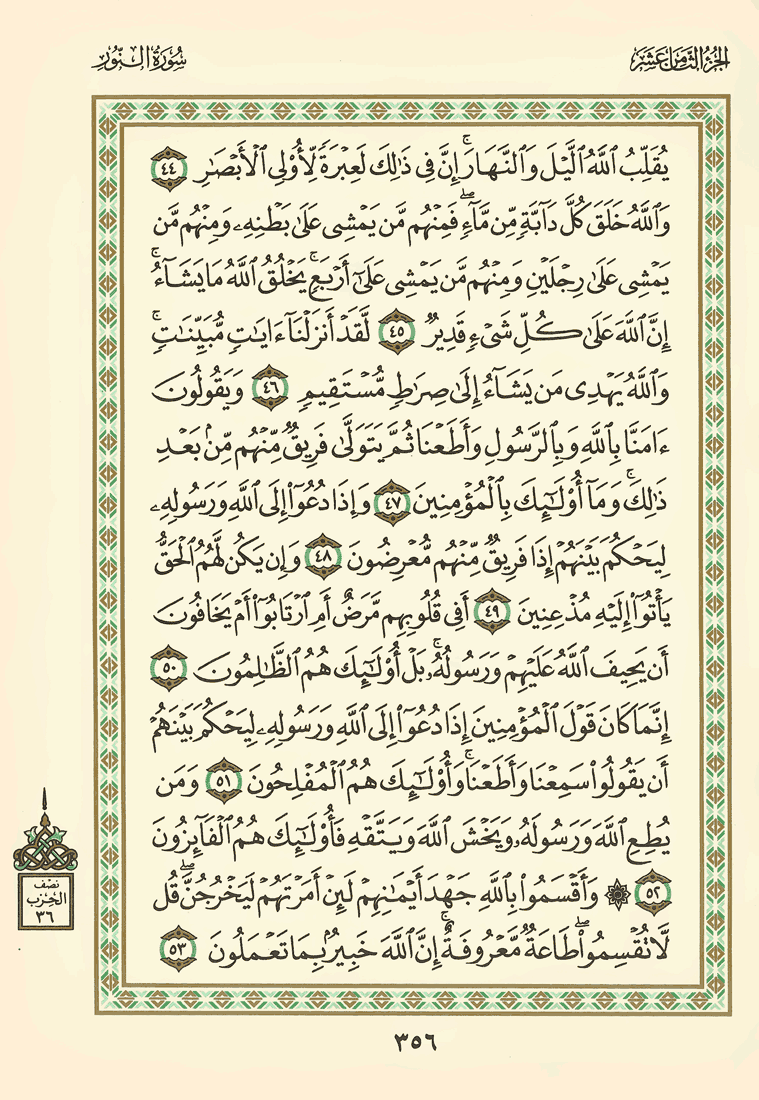 الجزء الثامن عشر
سورة النور
يُقَلِّبُ ٱللَّهُ ٱلَّيْلَ وَٱلنَّهَارَ ۚ إِنَّ فِى ذَٰلِكَ لَعِبْرَةً لِّأُو۟لِى ٱلْأَبْصَٰرِ ٤٤
وَٱللَّهُ خَلَقَ كُلَّ دَآبَّةٍ مِّن مَّآءٍ ۖ فَمِنْهُم مَّن يَمْشِى عَلَىٰ بَطْنِهِۦ وَمِنْهُم مَّن
يَمْشِى عَلَىٰ رِجْلَيْنِ وَمِنْهُم مَّن يَمْشِى عَلَىٰٓ أَرْبَعٍ ۚ يَخْلُقُ ٱللَّهُ مَا يَشَآءُ ۚ
إِنَّ ٱللَّهَ عَلَىٰ كُلِّ شَىْءٍ قَدِيرٌ ٤٥ لَّقَدْ أَنزَلْنَآ ءَايَٰتٍ مُّبَيِّنَٰتٍ ۚ
وَٱللَّهُ يَهْدِى مَن يَشَآءُ إِلَىٰ صِرَٰطٍ مُّسْتَقِيمٍ ٤٦ وَيَقُولُونَ
ءَامَنَّا بِٱللَّهِ وَبِٱلرَّسُولِ وَأَطَعْنَا ثُمَّ يَتَوَلَّىٰ فَرِيقٌ مِّنْهُم مِّنۢ بَعْدِ
ذَٰلِكَ ۚ وَمَآ أُو۟لَٰٓئِكَ بِٱلْمُؤْمِنِينَ ٤٧ وَإِذَا دُعُوٓا۟ إِلَى ٱللَّهِ وَرَسُولِهِۦ
لِيَحْكُمَ بَيْنَهُمْ إِذَا فَرِيقٌ مِّنْهُم مُّعْرِضُونَ ٤٨ وَإِن يَكُن لَّهُمُ ٱلْحَقُّ
يَأْتُوٓا۟ إِلَيْهِ مُذْعِنِينَ ٤٩ أَفِى قُلُوبِهِم مَّرَضٌ أَمِ ٱرْتَابُوٓا۟ أَمْ يَخَافُونَ
أَن يَحِيفَ ٱللَّهُ عَلَيْهِمْ وَرَسُولُهُۥ ۚ بَلْ أُو۟لَٰٓئِكَ هُمُ ٱلظَّٰلِمُونَ ٥٠
إِنَّمَا كَانَ قَوْلَ ٱلْمُؤْمِنِينَ إِذَا دُعُوٓا۟ إِلَى ٱللَّهِ وَرَسُولِهِۦ لِيَحْكُمَ بَيْنَهُمْ
أَن يَقُولُوا۟ سَمِعْنَا وَأَطَعْنَا ۚ وَأُو۟لَٰٓئِكَ هُمُ ٱلْمُفْلِحُونَ ٥١ وَمَن
يُطِعِ ٱللَّهَ وَرَسُولَهُۥ وَيَخْشَ ٱللَّهَ وَيَتَّقْهِ فَأُو۟لَٰٓئِكَ هُمُ ٱلْفَآئِزُونَ
٥٢ ۞ وَأَقْسَمُوا۟ بِٱللَّهِ جَهْدَ أَيْمَٰنِهِمْ لَئِنْ أَمَرْتَهُمْ لَيَخْرُجُنَّ ۖ قُل
لَّا تُقْسِمُوا۟ ۖ طَاعَةٌ مَّعْرُوفَةٌ ۚ إِنَّ ٱللَّهَ خَبِيرٌۢ بِمَا تَعْمَلُونَ ٥٣
نصف
الحزب
٣٦
٣٥٦